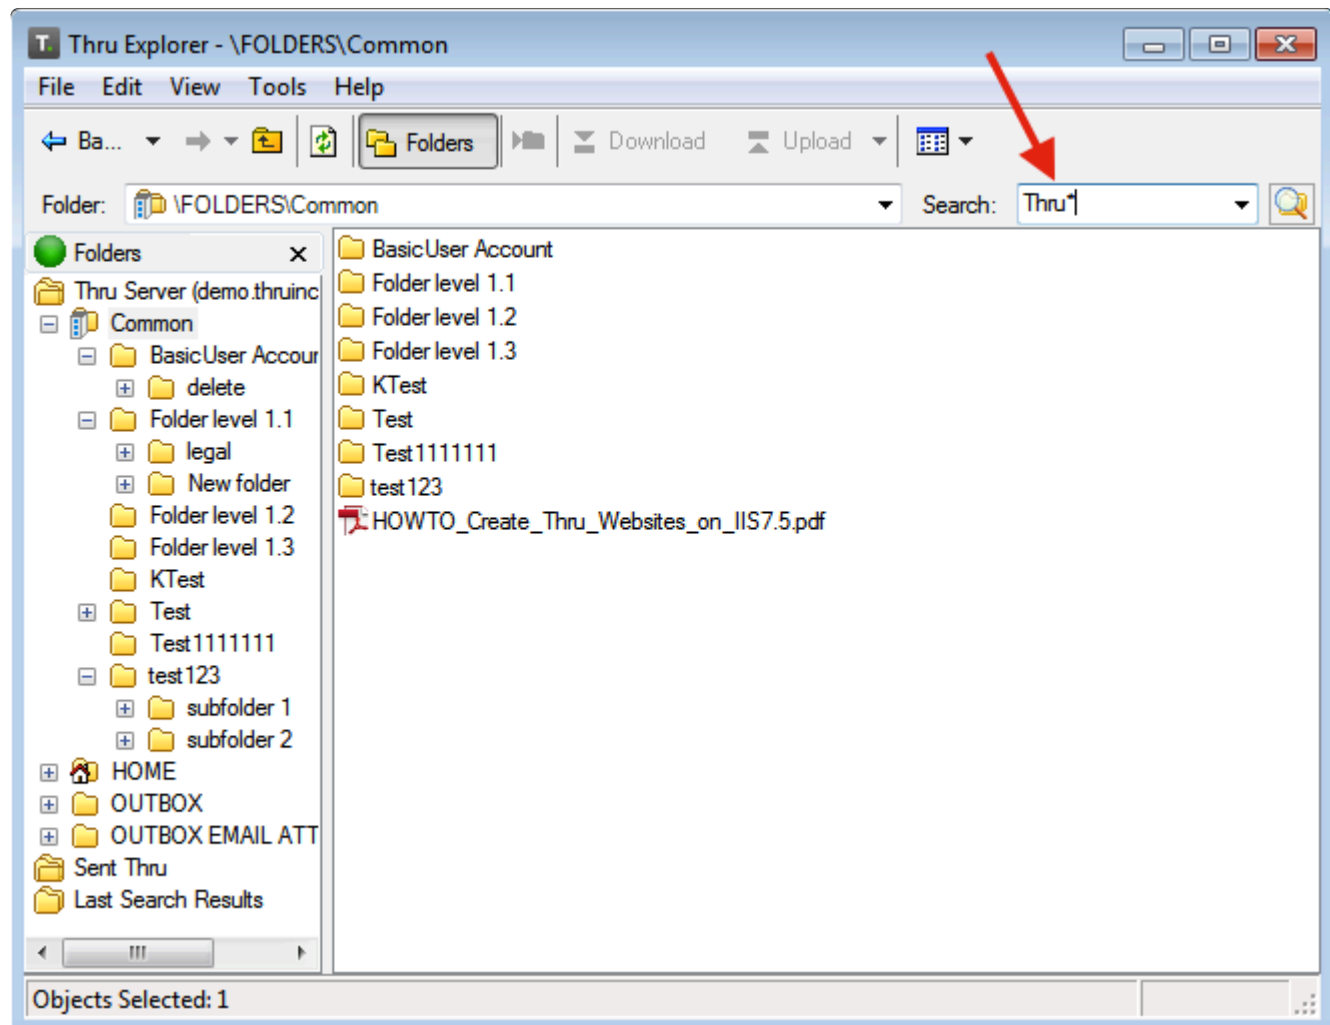 T. Thru Explorer - \FOLDERS\Common
File Edit View Tools Help
Ba... Folders Download Upload
Folder: \FOLDERS\Common Search: Thru*
Folders x
Thru Server (demo.thruinc
Common
BasicUser Accour
delete
Folder level 1.1
legal
New folder
Folder level 1.2
Folder level 1.3
KTest
Test
Test1111111
test123
subfolder 1
subfolder 2
HOME
OUTBOX
OUTBOX EMAIL ATT
Sent Thru
Last Search Results
BasicUser Account
Folder level 1.1
Folder level 1.2
Folder level 1.3
KTest
Test
Test1111111
test123
HOWTO_Create_Thru_Websites_on_IIS7.5.pdf
Objects Selected: 1